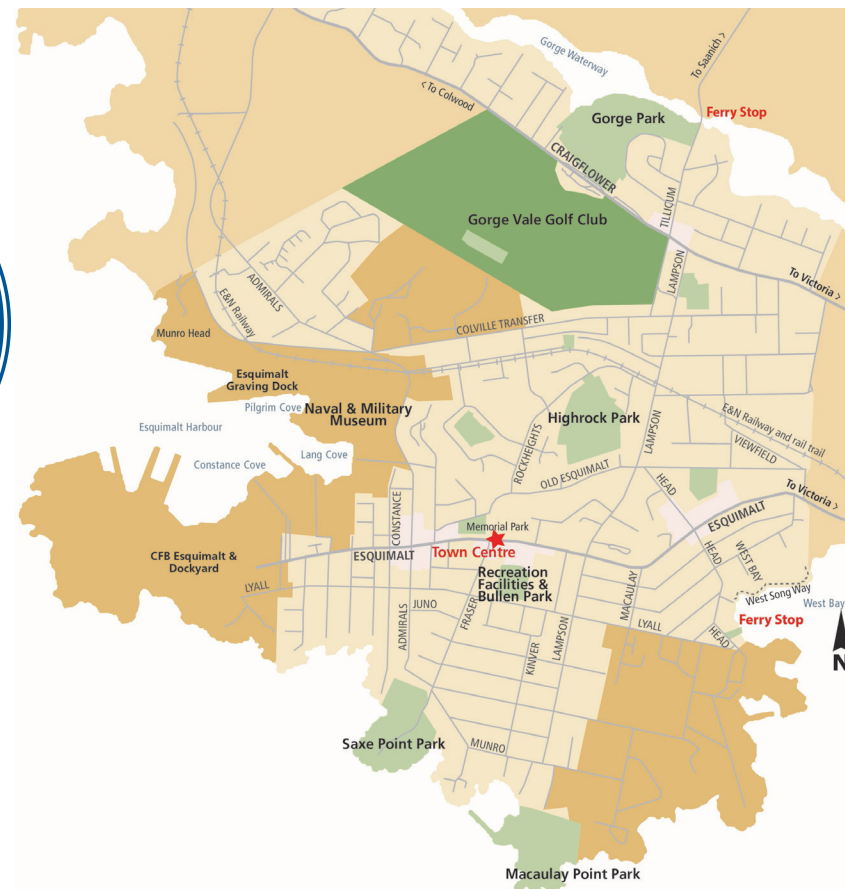 Gorge Waterway
To Saanich >
< To Colwood
Ferry Stop
Gorge Park
CRAIGFLOWER
TILLICUM
Gorge Vale Golf Club
LAMPSON
To Victoria >
ADMIRALS
E&N Railway
Munro Head
COLVILLE TRANSFER
Esquimalt
Graving Dock
Pilgrim Cove
Naval & Military
Museum
Esquimalt Harbour
Highrock Park
E&N Railway and rail trail
ROCKHEIGHTS
LAMPSON
VIEWFIELD
Lang Cove
Constance Cove
OLD ESQUIMALT
HEAD
To Victoria >
CONSTANCE
Memorial Park
ESQUIMALT
CFB Esquimalt &
Dockyard
ESQUIMALT
Town Centre
HEAD
WEST BAY
Recreation
Facilities &
Bullen Park
LYALL
JUNO
FRASER
MACAULAY
West Song Way
West Bay
ADMIRALS
LAMPSON
LYALL
HEAD
Ferry Stop
KINVER
N
Saxe Point Park
MUNRO
Macaulay Point Park